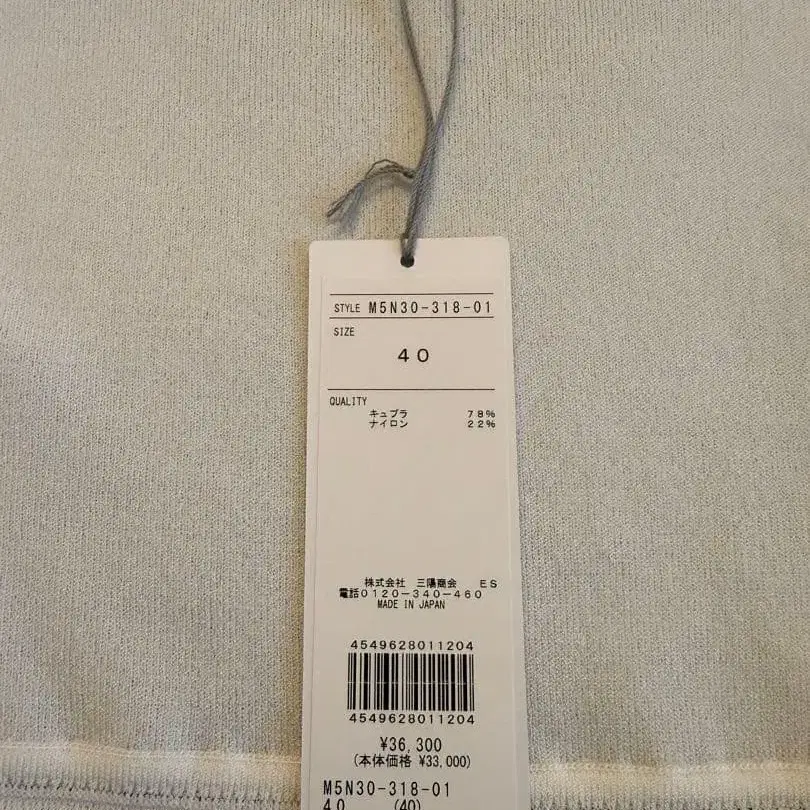 STYLE M5N30-318-01
SIZE
40
QUALITY
キュプラ 78%
ナイロン 22%
株式会社 三陽商会 ES
電話0120-340-460
MADE IN JAPAN
4549628011204
4549628011204
¥36,300
(本体価格 ¥33,000)
M5N30-318-01
40 (40)